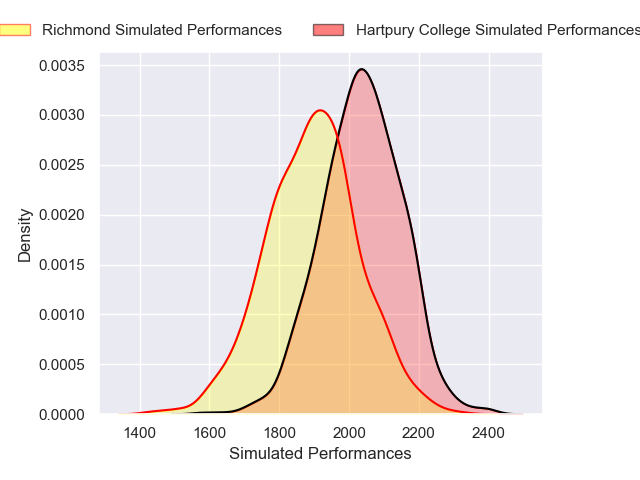 Richmond Simulated Performances Hartpury College Simulated Performances
0.0035
0.0030
0.0025
0.0020
0.0015
0.0010
0.0005
0.0000
Density
1400 1600 1800 2000 2200 2400
Simulated Performances